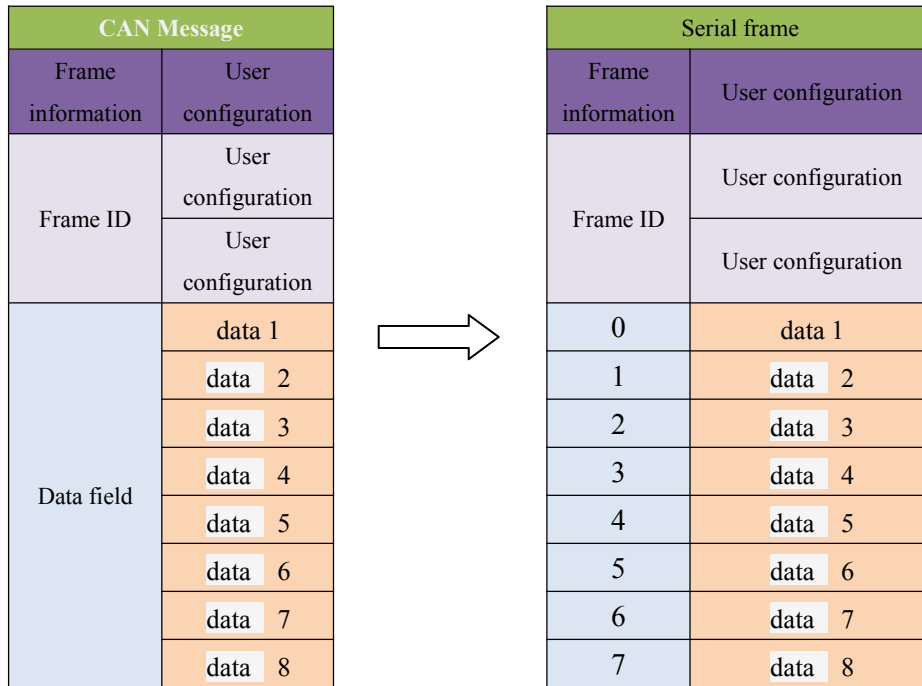 CAN Message
Frame
information
User
configuration
Frame ID
User
configuration
User
configuration
Data field
data 1
data 2
data 3
data 4
data 5
data 6
data 7
data 8
Serial frame
Frame
information
User configuration
Frame ID
User configuration
User configuration
0 data 1
1 data 2
2 data 3
3 data 4
4 data 5
5 data 6
6 data 7
7 data 8